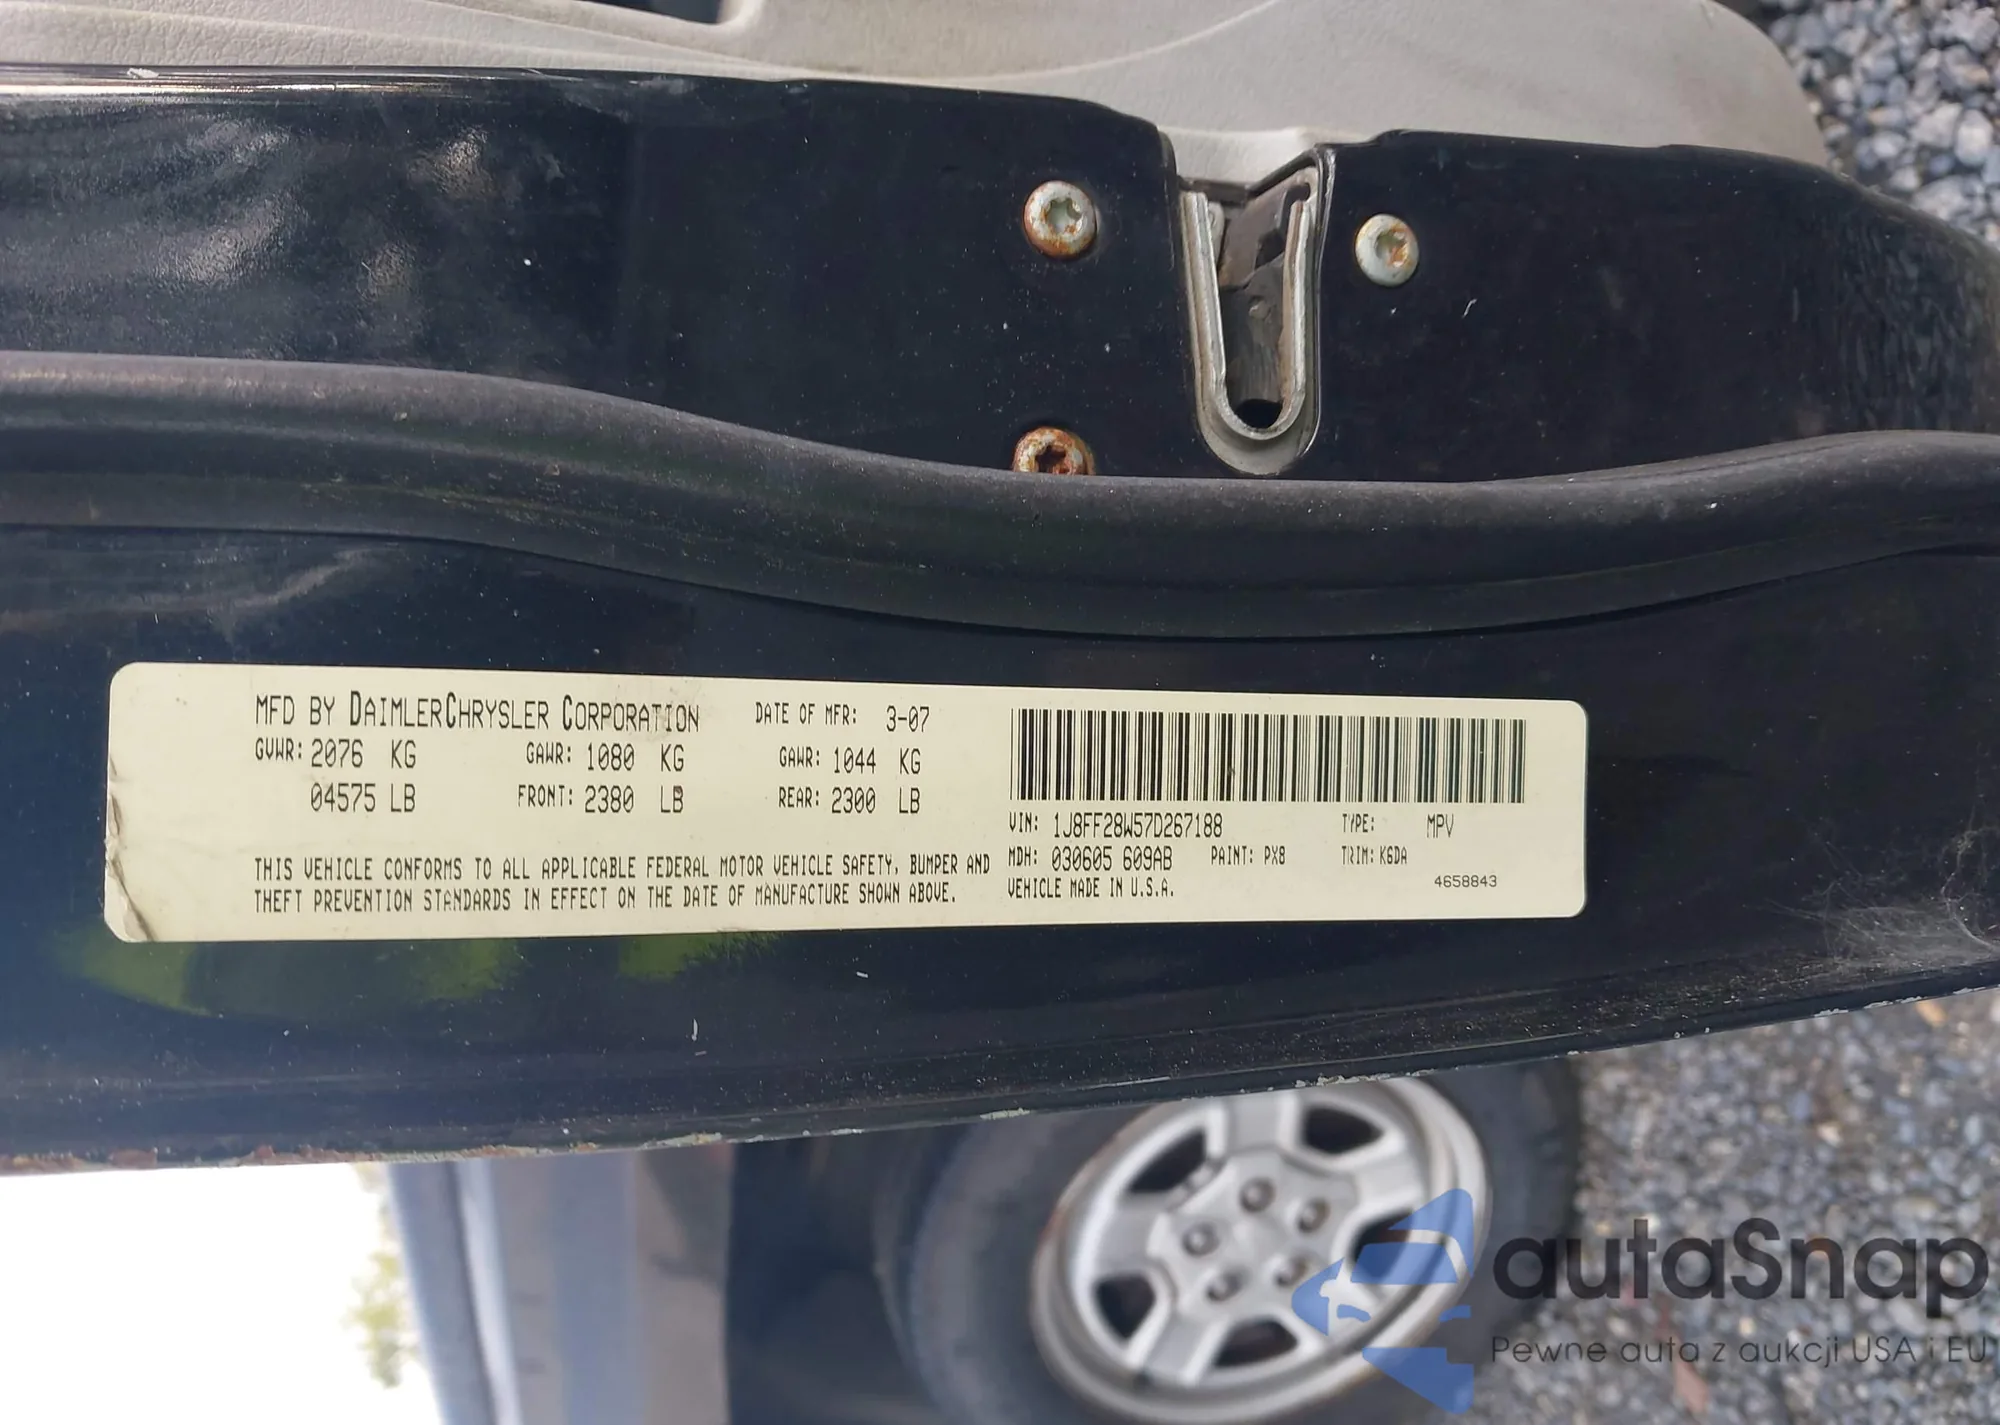 MFD BY DAIMLERCHRYSLER CORPORATION DATE OF MFR: 3-07
GVWR: 2076 KG GAWR: 1080 KG GAWR: 1044 KG
04575 LB FRONT: 2380 LB REAR: 2300 LB
THIS VEHICLE CONFORMS TO ALL APPLICABLE FEDERAL MOTOR VEHICLE SAFETY, BUMPER AND
THEFT PREVENTION STANDARDS IN EFFECT ON THE DATE OF MANUFACTURE SHOWN ABOVE.
VIN: 1J8FF28W57D267188 TYPE: MPV
MDH: 030605 609AB PAINT: PX8 TRIM: K6DA
VEHICLE MADE IN U.S.A.
4658843
autaSnap
Pewne auta z aukcji USA i EU